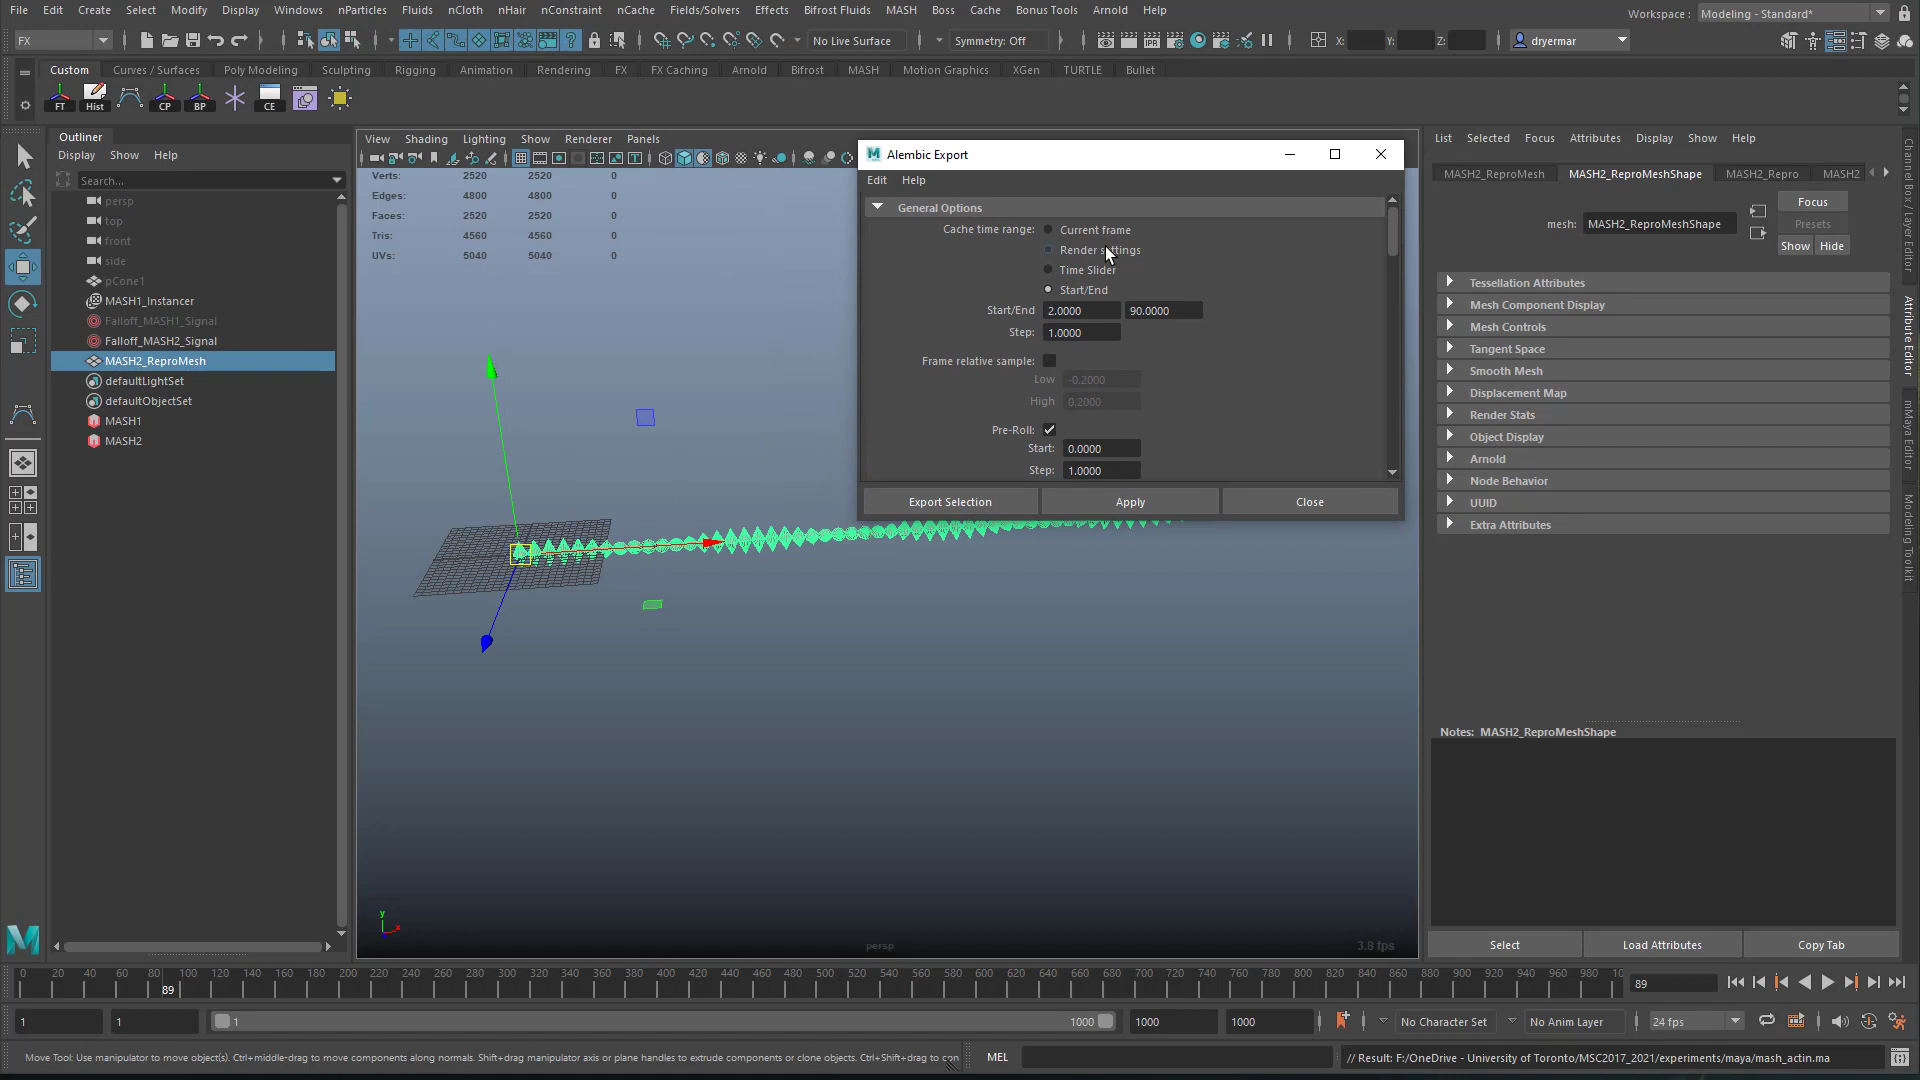 File Edit Create Select Modify Display Windows nParticles Fluids nCloth nHair nConstraint nCache Fields/Solvers Effects Bifrost Fluids MASH Boss Cache Bonus Tools Arnold Help
Workspace : Modeling - Standard*
FX No Live Surface Symmetry: Off IPR X: Y: Z: dryermar
Custom Curves / Surfaces Poly Modeling Sculpting Rigging Animation Rendering FX FX Caching Arnold Bifrost MASH Motion Graphics XGen TURTLE Bullet
FT Hist CP BP CE
Outliner
Display Show Help
Search...
persp
top
front
side
pCone1
MASH1_Instancer
Falloff_MASH1_Signal
Falloff_MASH2_Signal
MASH2_ReproMesh
defaultLightSet
defaultObjectSet
MASH1
MASH2
View Shading Lighting Show Renderer Panels
Verts: 2520 2520 0
Edges: 4800 4800 0
Faces: 2520 2520 0
Tris: 4560 4560 0
UVs: 5040 5040 0
y
x
persp
3.8 fps
Alembic Export
Edit Help
General Options
Cache time range: Current frame
Time Slider
Start/End
Start/End 2.0000 90.0000
Step: 1.0000
Frame relative sample:
Low -0.2000
High 0.2000
Pre-Roll:
Start: 0.0000
Step: 1.0000
Export Selection Apply Close
List Selected Focus Attributes Display Show Help
MASH2_ReproMesh MASH2_ReproMeshShape MASH2_Repro MASH2
mesh: MASH2_ReproMeshShape
Focus
Presets
Show Hide
Tessellation Attributes
Mesh Component Display
Mesh Controls
Tangent Space
Smooth Mesh
Displacement Map
Render Stats
Object Display
Arnold
Node Behavior
UUID
Extra Attributes
Notes: MASH2_ReproMeshShape
Select Load Attributes Copy Tab
Channel Box / Layer Editor
Attribute Editor
mMaya Editor
Modeling Toolkit
0 20 40 60 80 100 120 140 160 180 200 220 240 260 280 300 320 340 360 380 400 420 440 460 480 500 520 540 560 580 600 620 640 660 680 700 720 740 760 780 800 820 840 860 880 900 920 940 960 980 10
89
89
1 1 1 1000 1000 1000 No Character Set No Anim Layer 24 fps
Move Tool: Use manipulator to move object(s). Ctrl+middle-drag to move components along normals. Shift+drag manipulator axis or plane handles to extrude components or clone objects. Ctrl+Shift+drag to con
MEL
// Result: F:/OneDrive - University of Toronto/MSC2017_2021/experiments/maya/mash_actin.ma